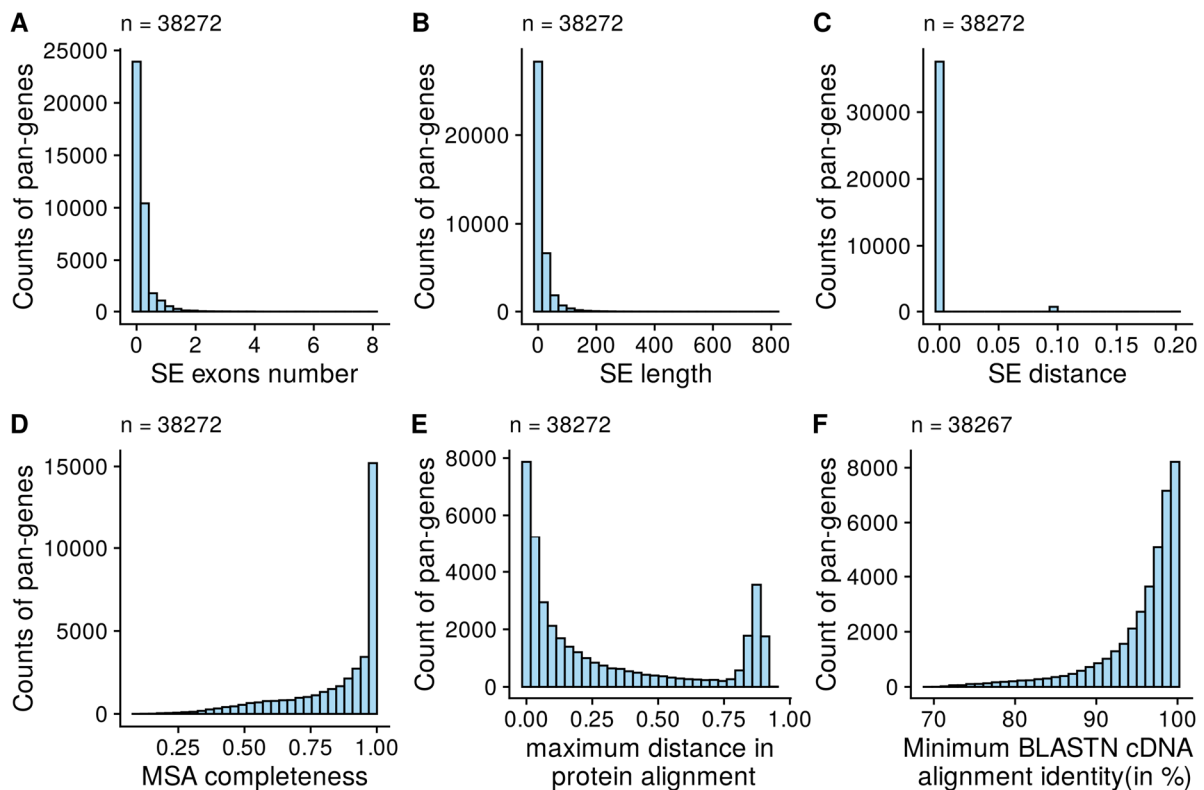 A
n = 38272
Counts of pan-genes
25000
20000
15000
10000
5000
0
0 2 4 6 8
SE exons number
B
n = 38272
Counts of pan-genes
20000
10000
0
0 200 400 600 800
SE length
C
n = 38272
Counts of pan-genes
30000
20000
10000
0
0.00 0.05 0.10 0.15 0.20
SE distance
D
n = 38272
Counts of pan-genes
15000
10000
5000
0
0.25 0.50 0.75 1.00
MSA completeness
E
n = 38272
Count of pan-genes
8000
6000
4000
2000
0
0.00 0.25 0.50 0.75 1.00
maximum distance in
protein alignment
F
n = 38267
Count of pan-genes
8000
6000
4000
2000
0
70 80 90 100
Minimum BLASTN cDNA
alignment identity(in %)